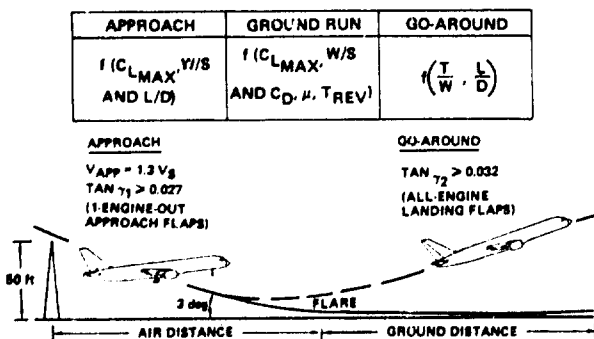 APPROACH
GROUND RUN
GO-AROUND
f (CLMAX, Y//S
AND L/D)
f (CLMAX, W/S
AND CD, μ, TREV)
f(T/W, L/D)
APPROACH
VAPP = 1.3 VS
TAN γ1 > 0.027
(1-ENGINE-OUT
APPROACH FLAPS)
GO-AROUND
TAN γ2 > 0.032
(ALL-ENGINE
LANDING FLAPS)
50 ft
3 deg
FLARE
AIR DISTANCE
GROUND DISTANCE